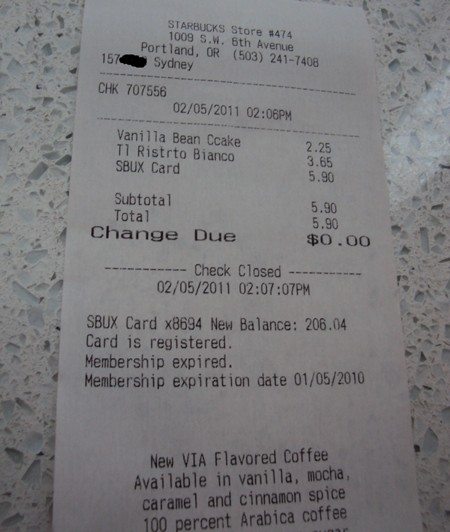 STARBUCKS Store #474
1009 S.W. 6th Avenue
Portland, OR (503) 241-7408
157 Sydney
CHK 707556
02/05/2011 02:06PM
Vanilla Bean Ccake 2.25
Tl Ristrto Bianco 3.65
SBUX Card 5.90
Subtotal 5.90
Total 5.90
Change Due $0.00
----------- Check Closed -----------
02/05/2011 02:07:07PM
SBUX Card x8694 New Balance: 206.04
Card is registered.
Membership expired.
Membership expiration date 01/05/2010
New VIA Flavored Coffee
Available in vanilla, mocha,
caramel and cinnamon spice
100 percent Arabica coffee